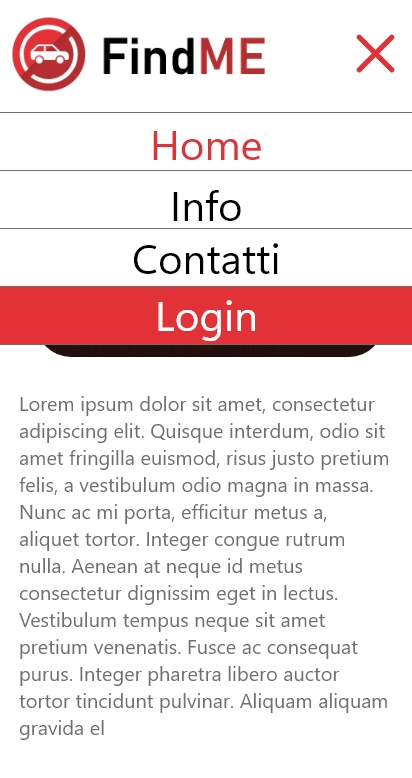 FindME
Home
Info
Contatti
Login
Lorem ipsum dolor sit amet, consectetur
adipiscing elit. Quisque interdum, odio sit
amet fringilla euismod, risus justo pretium
felis, a vestibulum odio magna in massa.
Nunc ac mi porta, efficitur metus a,
aliquet tortor. Integer congue rutrum
nulla. Aenean at neque id metus
consectetur dignissim eget in lectus.
Vestibulum tempus neque sit amet
pretium venenatis. Fusce ac consequat
purus. Integer pharetra libero auctor
tortor tincidunt pulvinar. Aliquam aliquam
gravida el